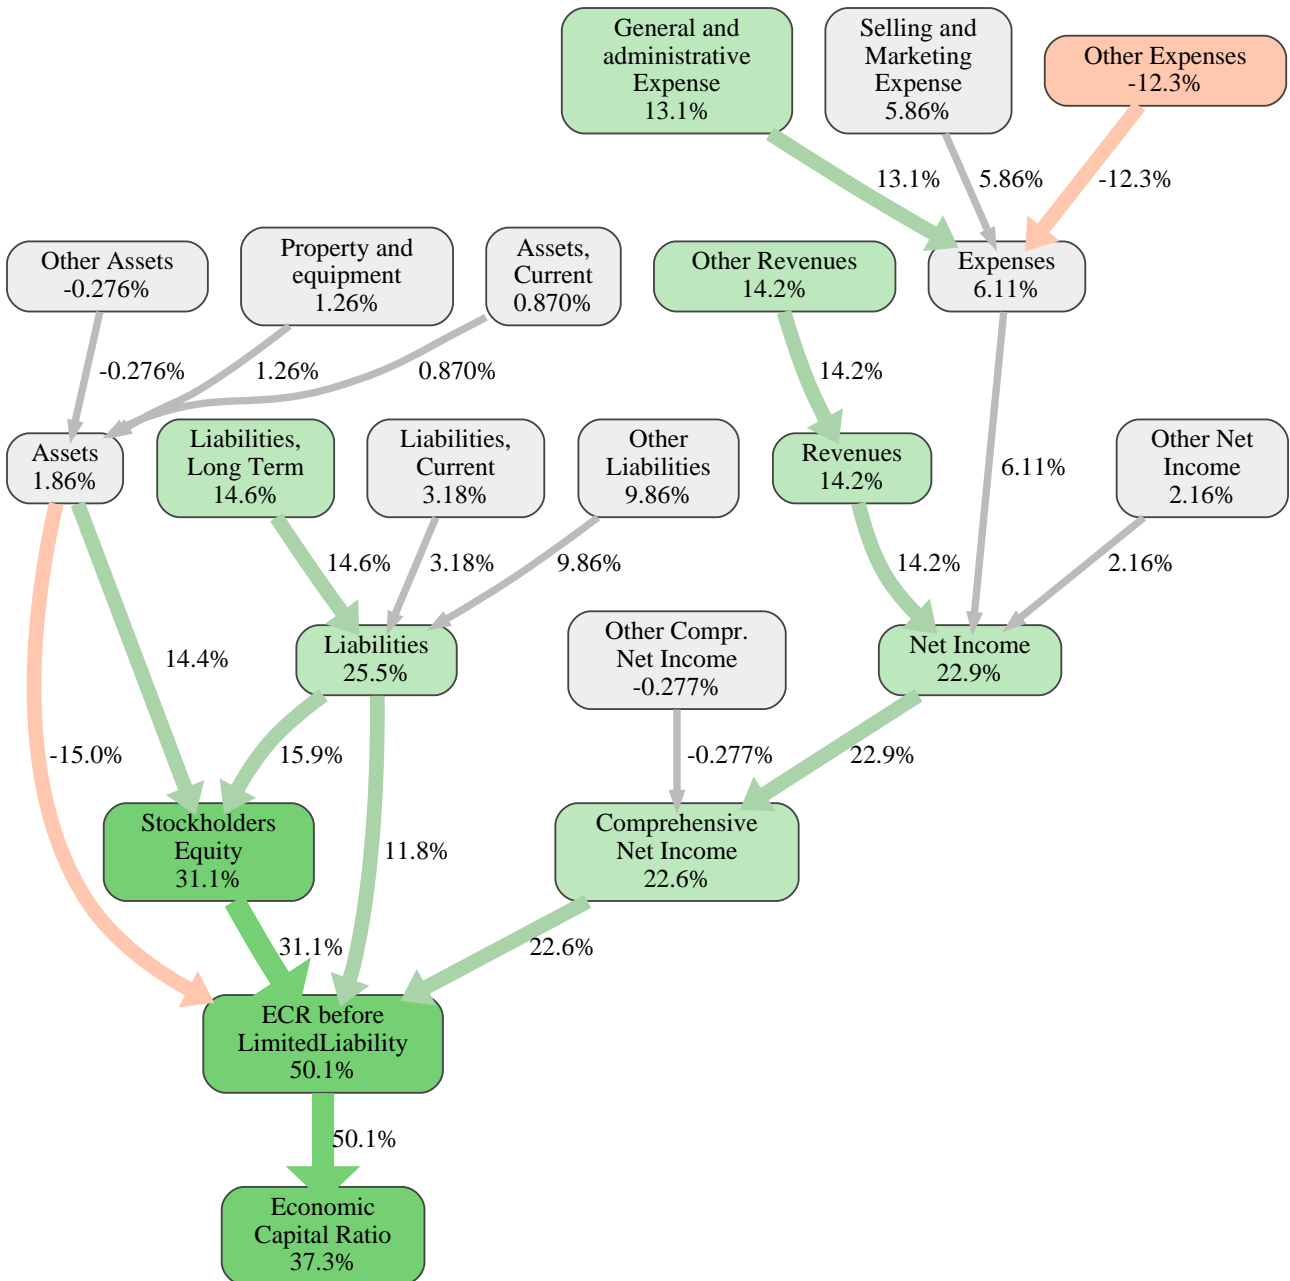 General and
administrative
Expense
13.1%
Selling and
Marketing
Expense
5.86%
Other Expenses
-12.3%
13.1%
5.86%
-12.3%
Other Assets
-0.276%
Property and
equipment
1.26%
Assets,
Current
0.870%
Other Revenues
14.2%
Expenses
6.11%
-0.276%
1.26%
0.870%
14.2%
Assets
1.86%
Liabilities,
Long Term
14.6%
Liabilities,
Current
3.18%
Other
Liabilities
9.86%
Revenues
14.2%
6.11%
Other Net
Income
2.16%
14.6%
3.18%
9.86%
14.2%
2.16%
14.4%
Liabilities
25.5%
Other Compr.
Net Income
-0.277%
Net Income
22.9%
-15.0%
15.9%
-0.277%
22.9%
Stockholders
Equity
31.1%
11.8%
Comprehensive
Net Income
22.6%
31.1%
22.6%
ECR before
LimitedLiability
50.1%
50.1%
Economic
Capital Ratio
37.3%